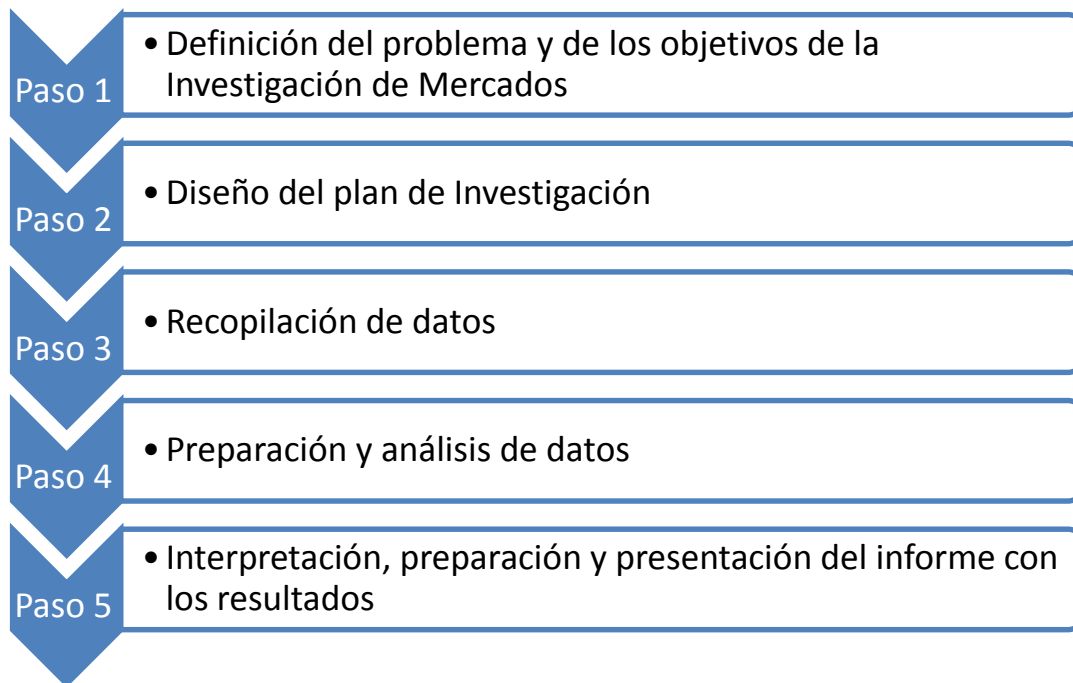 Paso 1
• Definición del problema y de los objetivos de la
Investigación de Mercados
Paso 2
• Diseño del plan de Investigación
Paso 3
• Recopilación de datos
Paso 4
• Preparación y análisis de datos
Paso 5
• Interpretación, preparación y presentación del informe con
los resultados